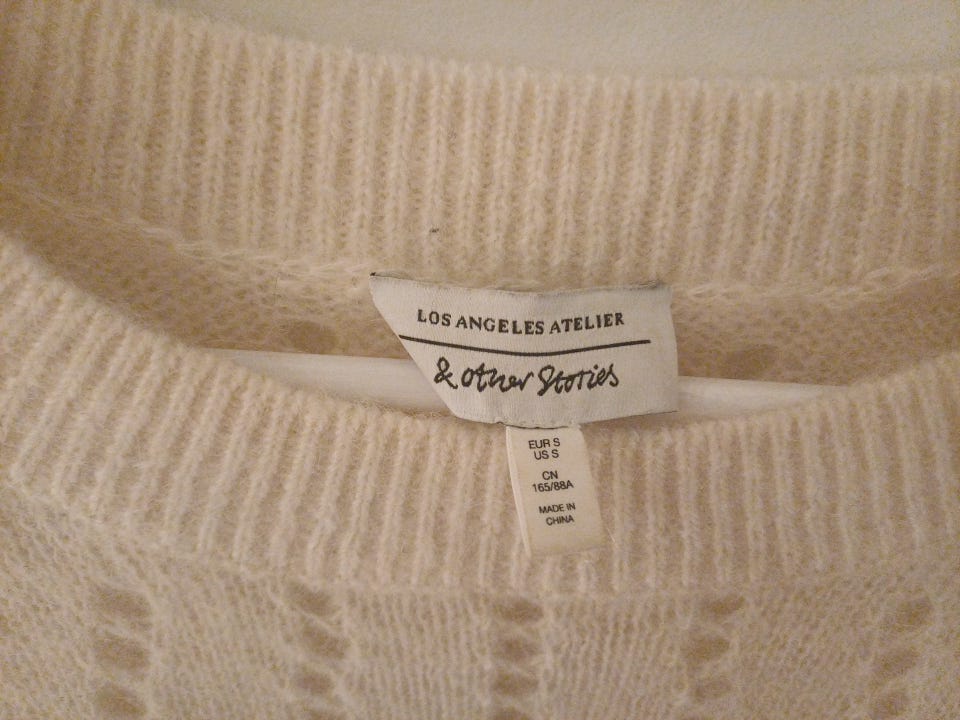 LOS ANGELES ATELIER
& other Stories
EUR S
US S
CN
165/88A
MADE IN
CHINA